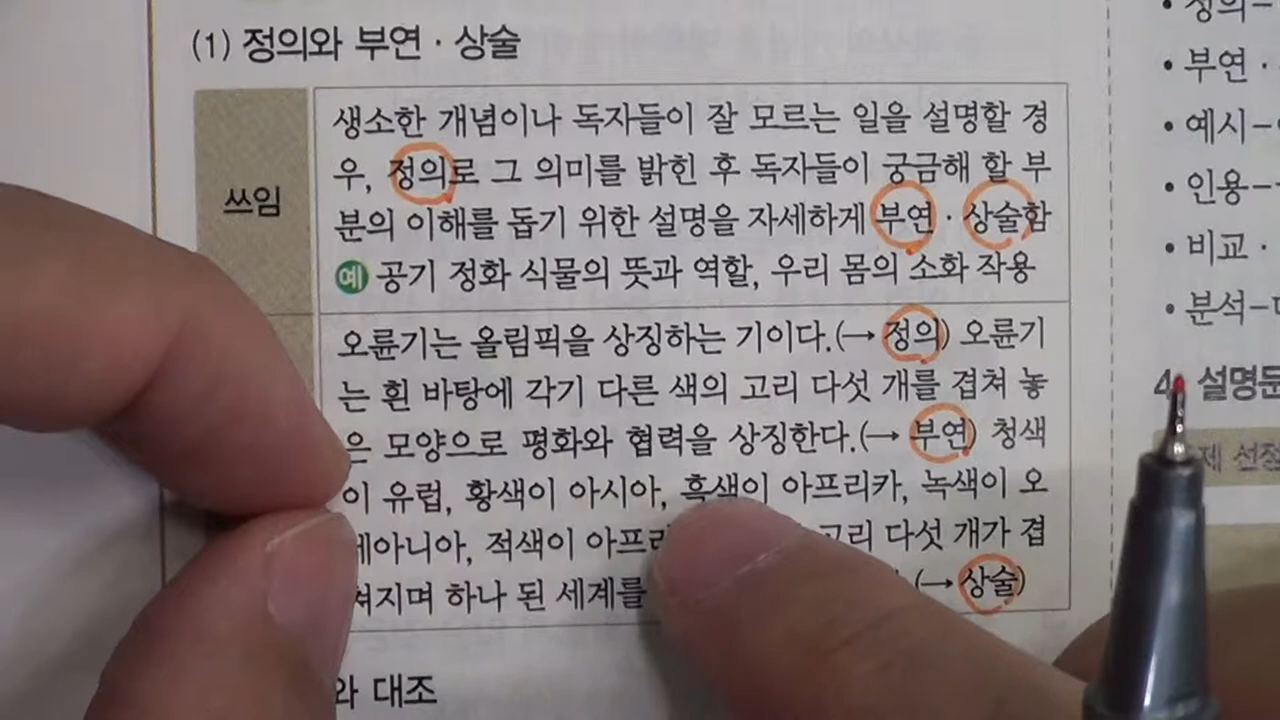 (1) 정의와 부연·상술
쓰임
생소한 개념이나 독자들이 잘 모르는 일을 설명할 경
우, 정의로 그 의미를 밝힌 후 독자들이 궁금해 할 부
분의 이해를 돕기 위한 설명을 자세하게 부연·상술함
예 공기 정화 식물의 뜻과 역할, 우리 몸의 소화 작용
오륜기는 올림픽을 상징하는 기이다.(→ 정의) 오륜기
는 흰 바탕에 각기 다른 색의 고리 다섯 개를 겹쳐 놓
은 모양으로 평화와 협력을 상징한다.(→ 부연) 청색
이 유럽, 황색이 아시아, 흑색이 아프리카, 녹색이 오
세아니아, 적색이 고리 다섯 개가 겹
쳐지며 하나 된 세계를 (→ 상술)
와 대조
• 정의–
• 부연·
• 예시–
• 인용–
• 비교·
• 분석–
4 설명문